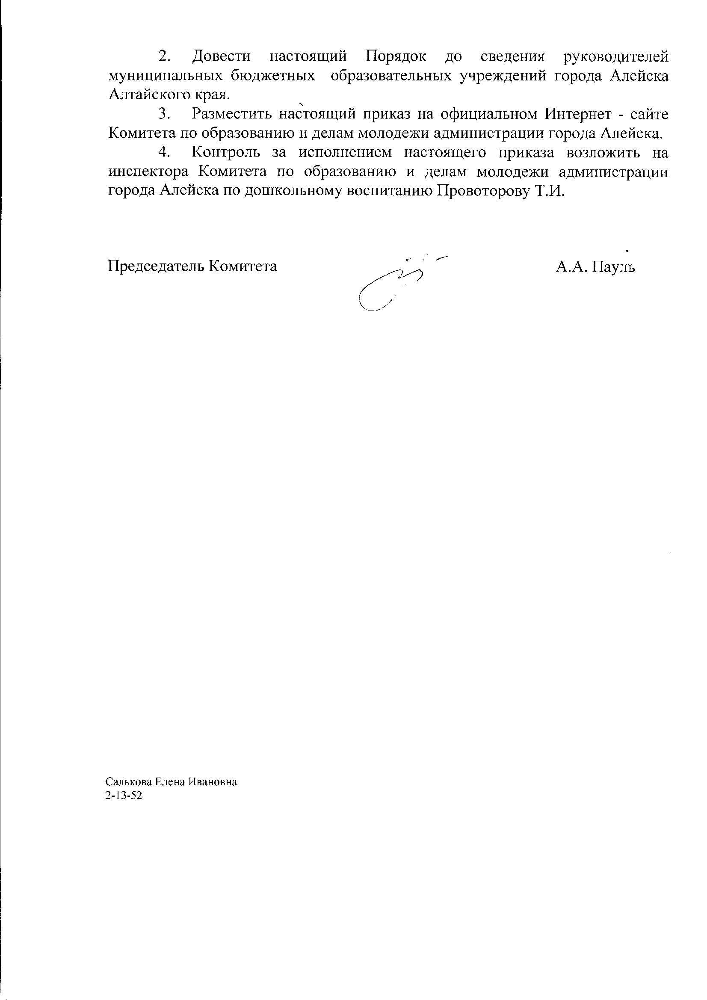 2. Довести настоящий Порядок до сведения руководителей
муниципальных бюджетных образовательных учреждений города Алейска
Алтайского края.
3. Разместить настоящий приказ на официальном Интернет - сайте
Комитета по образованию и делам молодежи администрации города Алейска.
4. Контроль за исполнением настоящего приказа возложить на
инспектора Комитета по образованию и делам молодежи администрации
города Алейска по дошкольному воспитанию Провоторову Т.И.
Председатель Комитета А.А. Пауль
Салькова Елена Ивановна
2-13-52